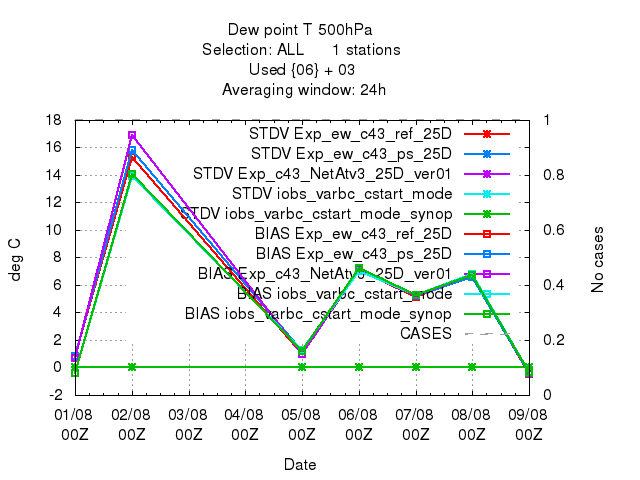 Dew point T 500hPa
Selection: ALL 1 stations
Used {06} + 03
Averaging window: 24h
18 1
16
14 0.8
12
10 0.6
8
6 0.4
4
2 0.2
0
-2 0
deg C
No cases
STDV Exp_ew_c43_ref_25D
STDV Exp_ew_c43_ps_25D
STDV Exp_c43_NetAtv3_25D_ver01
STDV iobs_varbc_cstart_mode
STDV iobs_varbc_cstart_mode_synop
BIAS Exp_ew_c43_ref_25D
BIAS Exp_ew_c43_ps_25D
BIAS Exp_c43_NetAtv3_25D_ver01
BIAS iobs_varbc_cstart_mode
BIAS iobs_varbc_cstart_mode_synop
CASES
01/08 02/08 03/08 04/08 05/08 06/08 07/08 08/08 09/08
00Z 00Z 00Z 00Z 00Z 00Z 00Z 00Z 00Z
Date